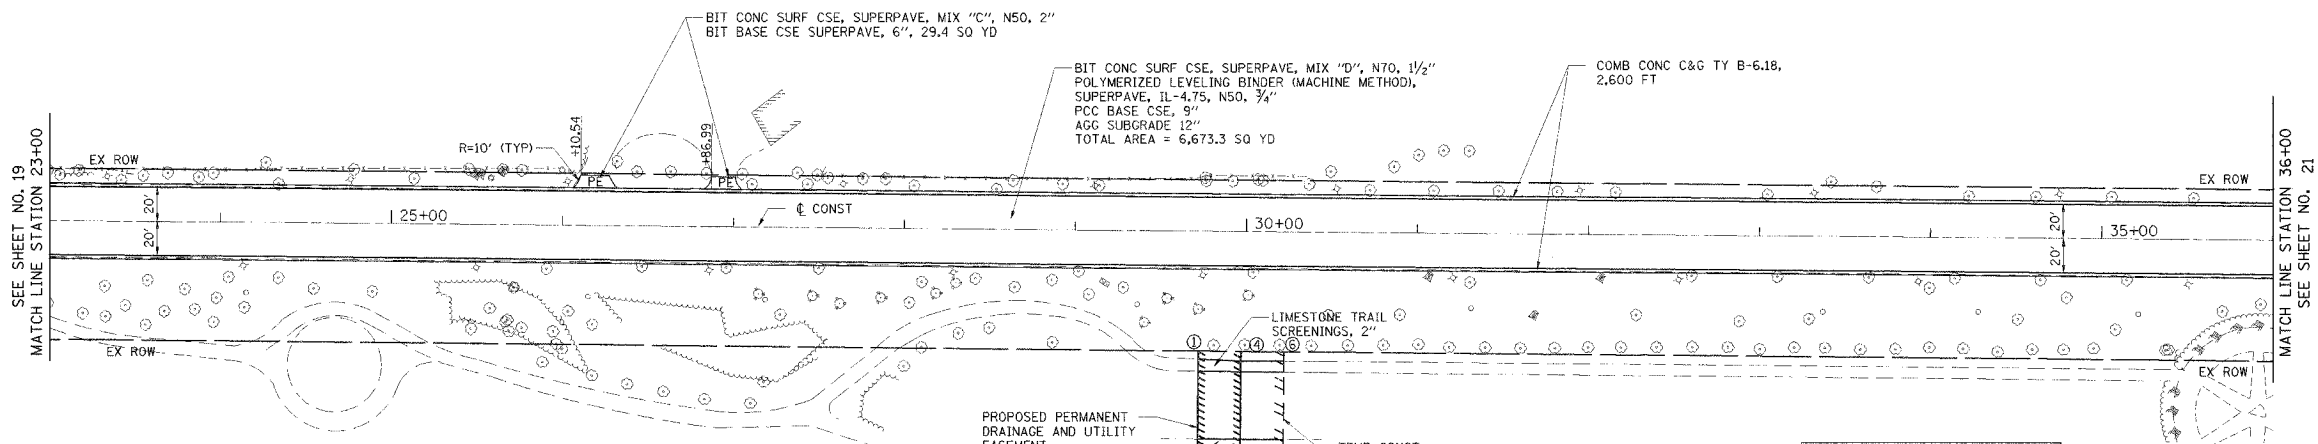 BIT CONC SURF CSE, SUPERPAVE, MIX "C", N50, 2"
BIT BASE CSE SUPERPAVE, 6", 29.4 SQ YD
BIT CONC SURF CSE, SUPERPAVE, MIX "D", N70, 1½"
POLYMERIZED LEVELING BINDER (MACHINE METHOD),
SUPERPAVE, IL-4.75, N50, ¾"
PCC BASE CSE, 9"
AGG SUBGRADE 12"
TOTAL AREA = 6,673.3 SQ YD
COMB CONC C&G TY B-6.18,
2,600 FT
SEE SHEET NO. 19
MATCH LINE STATION 23+00
EX ROW
R=10' (TYP)
+10.54
PE
+86.99
PE
EX ROW
20'
20'
25+00
℄ CONST
30+00
35+00
20'
20'
MATCH LINE STATION 36+00
SEE SHEET NO. 21
LIMESTONE TRAIL
SCREENINGS, 2"
1
4
6
EX ROW
EX ROW
PROPOSED PERMANENT
DRAINAGE AND UTILITY
EASEMENT